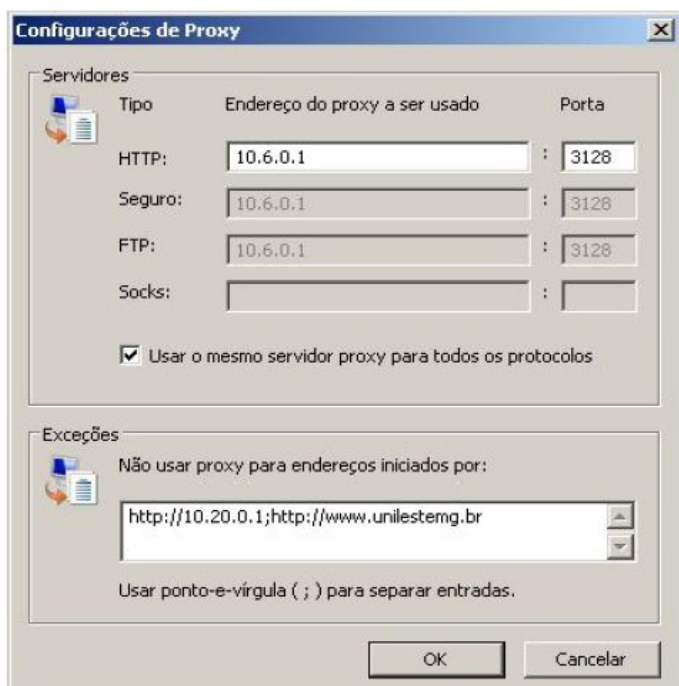 Configurações de Proxy
Servidores
Tipo Endereço do proxy a ser usado Porta
HTTP: 10.6.0.1 : 3128
Seguro: 10.6.0.1 : 3128
FTP: 10.6.0.1 : 3128
Socks: :
Usar o mesmo servidor proxy para todos os protocolos
Exceções
Não usar proxy para endereços iniciados por:
http://10.20.0.1;http://www.unilestemg.br
Usar ponto-e-vírgula ( ; ) para separar entradas.
OK Cancelar